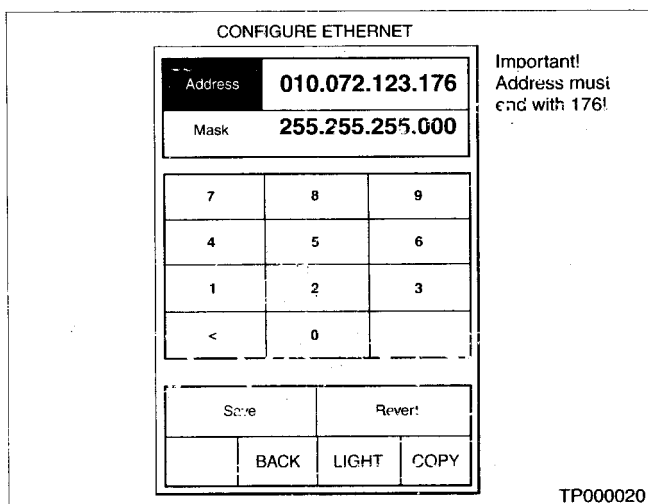 CONFIGURE ETHERNET
Address 010.072.123.176
Mask 255.255.255.000
Important!
Address must
end with 176!
7 8 9
4 5 6
1 2 3
< 0
Save Revert
BACK LIGHT COPY
TP000020